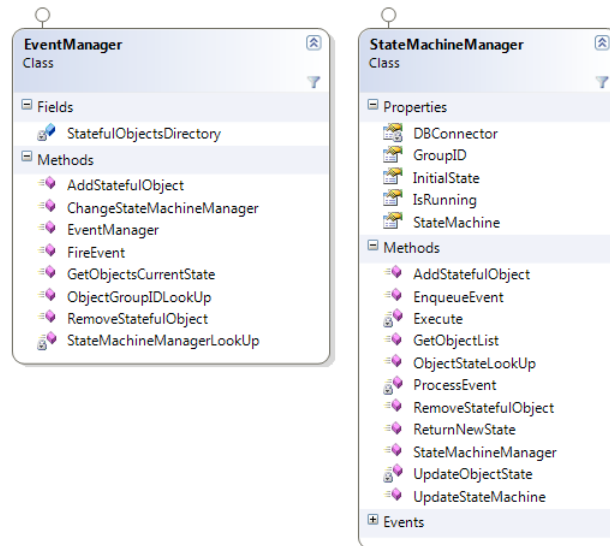 EventManager
Class
Fields
StatefulObjectsDirectory
Methods
AddStatefulObject
ChangeStateMachineManager
EventManager
FireEvent
GetObjectsCurrentState
ObjectGroupIDLookUp
RemoveStatefulObject
StateMachineManagerLookUp
StateMachineManager
Class
Properties
DBConnector
GroupID
InitialState
IsRunning
StateMachine
Methods
AddStatefulObject
EnqueueEvent
Execute
GetObjectList
ObjectStateLookUp
ProcessEvent
RemoveStatefulObject
ReturnNewState
StateMachineManager
UpdateObjectState
UpdateStateMachine
Events